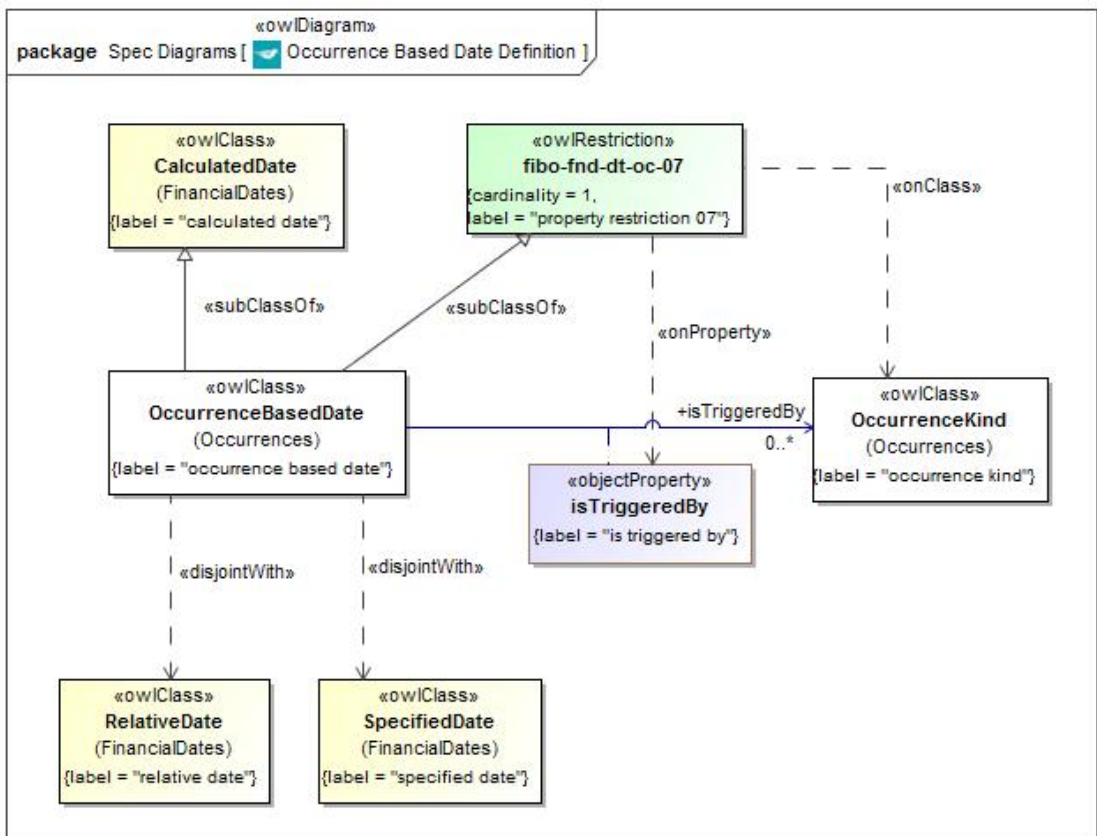 «owlDiagram»
package Spec Diagrams [ Occurrence Based Date Definition ]
«owlClass»
CalculatedDate
(FinancialDates)
{label = "calculated date"}
«owlRestriction»
fibo-fnd-dt-oc-07
{cardinality = 1,
label = "property restriction 07"}
«onClass»
«subClassOf»
«subClassOf»
«onProperty»
«owlClass»
OccurrenceBasedDate
(Occurrences)
{label = "occurrence based date"}
+isTriggeredBy
0..*
«owlClass»
OccurrenceKind
(Occurrences)
{label = "occurrence kind"}
«objectProperty»
isTriggeredBy
{label = "is triggered by"}
«disjointWith»
«disjointWith»
«owlClass»
RelativeDate
(FinancialDates)
{label = "relative date"}
«owlClass»
SpecifiedDate
(FinancialDates)
{label = "specified date"}